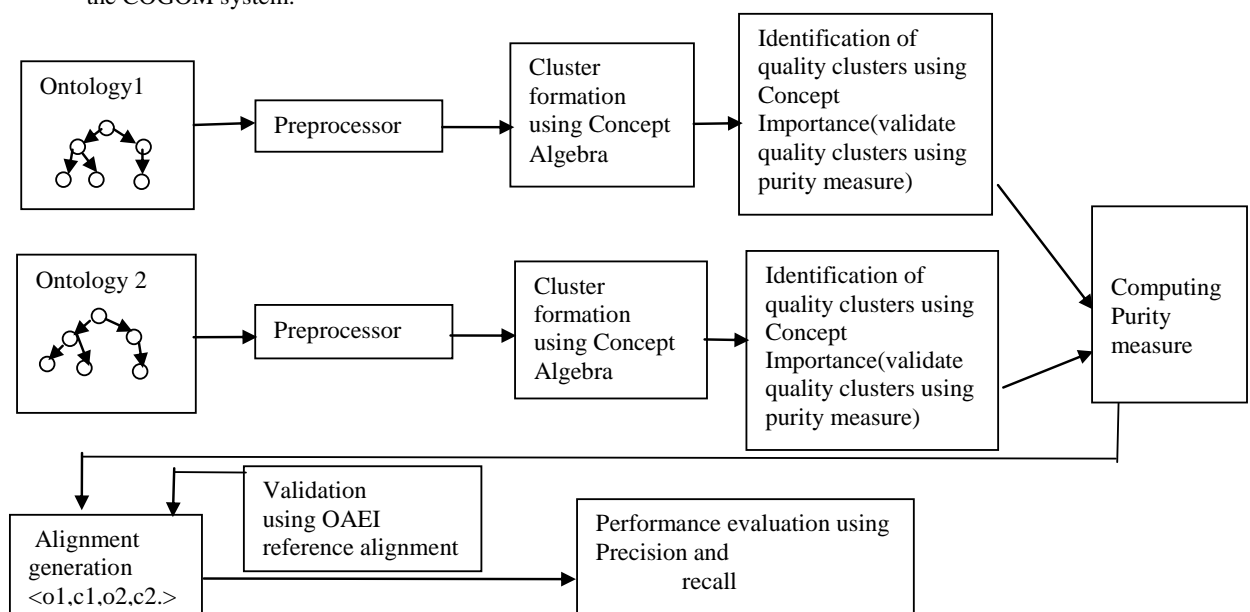 the COGOM system.
Ontology1
Preprocessor
Cluster
formation
using Concept
Algebra
Identification of
quality clusters using
Concept
Importance(validate
quality clusters using
purity measure)
Ontology 2
Preprocessor
Cluster
formation
using Concept
Algebra
Identification of
quality clusters using
Concept
Importance(validate
quality clusters using
purity measure)
Computing
Purity
measure
Validation
using OAEI
reference alignment
Alignment
generation
<o1,c1,o2,c2.>
Performance evaluation using
Precision and
recall